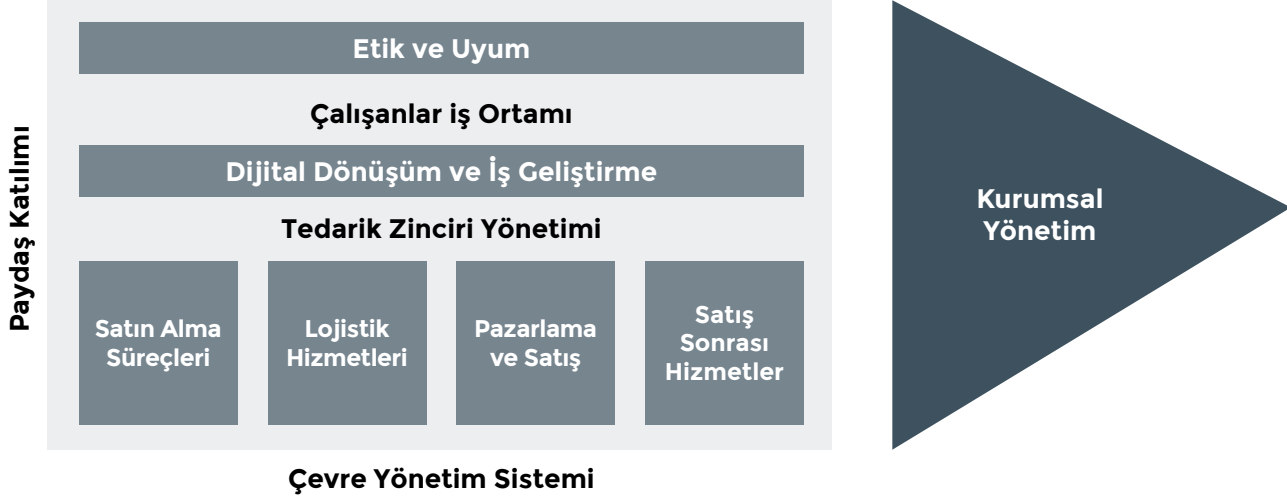 Paydaş Katılımı
Etik ve Uyum
Çalışanlar iş Ortamı
Dijital Dönüşüm ve İş Geliştirme
Tedarik Zinciri Yönetimi
Satın Alma
Süreçleri
Lojistik
Hizmetleri
Pazarlama
ve Satış
Satış
Sonrası
Hizmetler
Çevre Yönetim Sistemi
Kurumsal
Yönetim